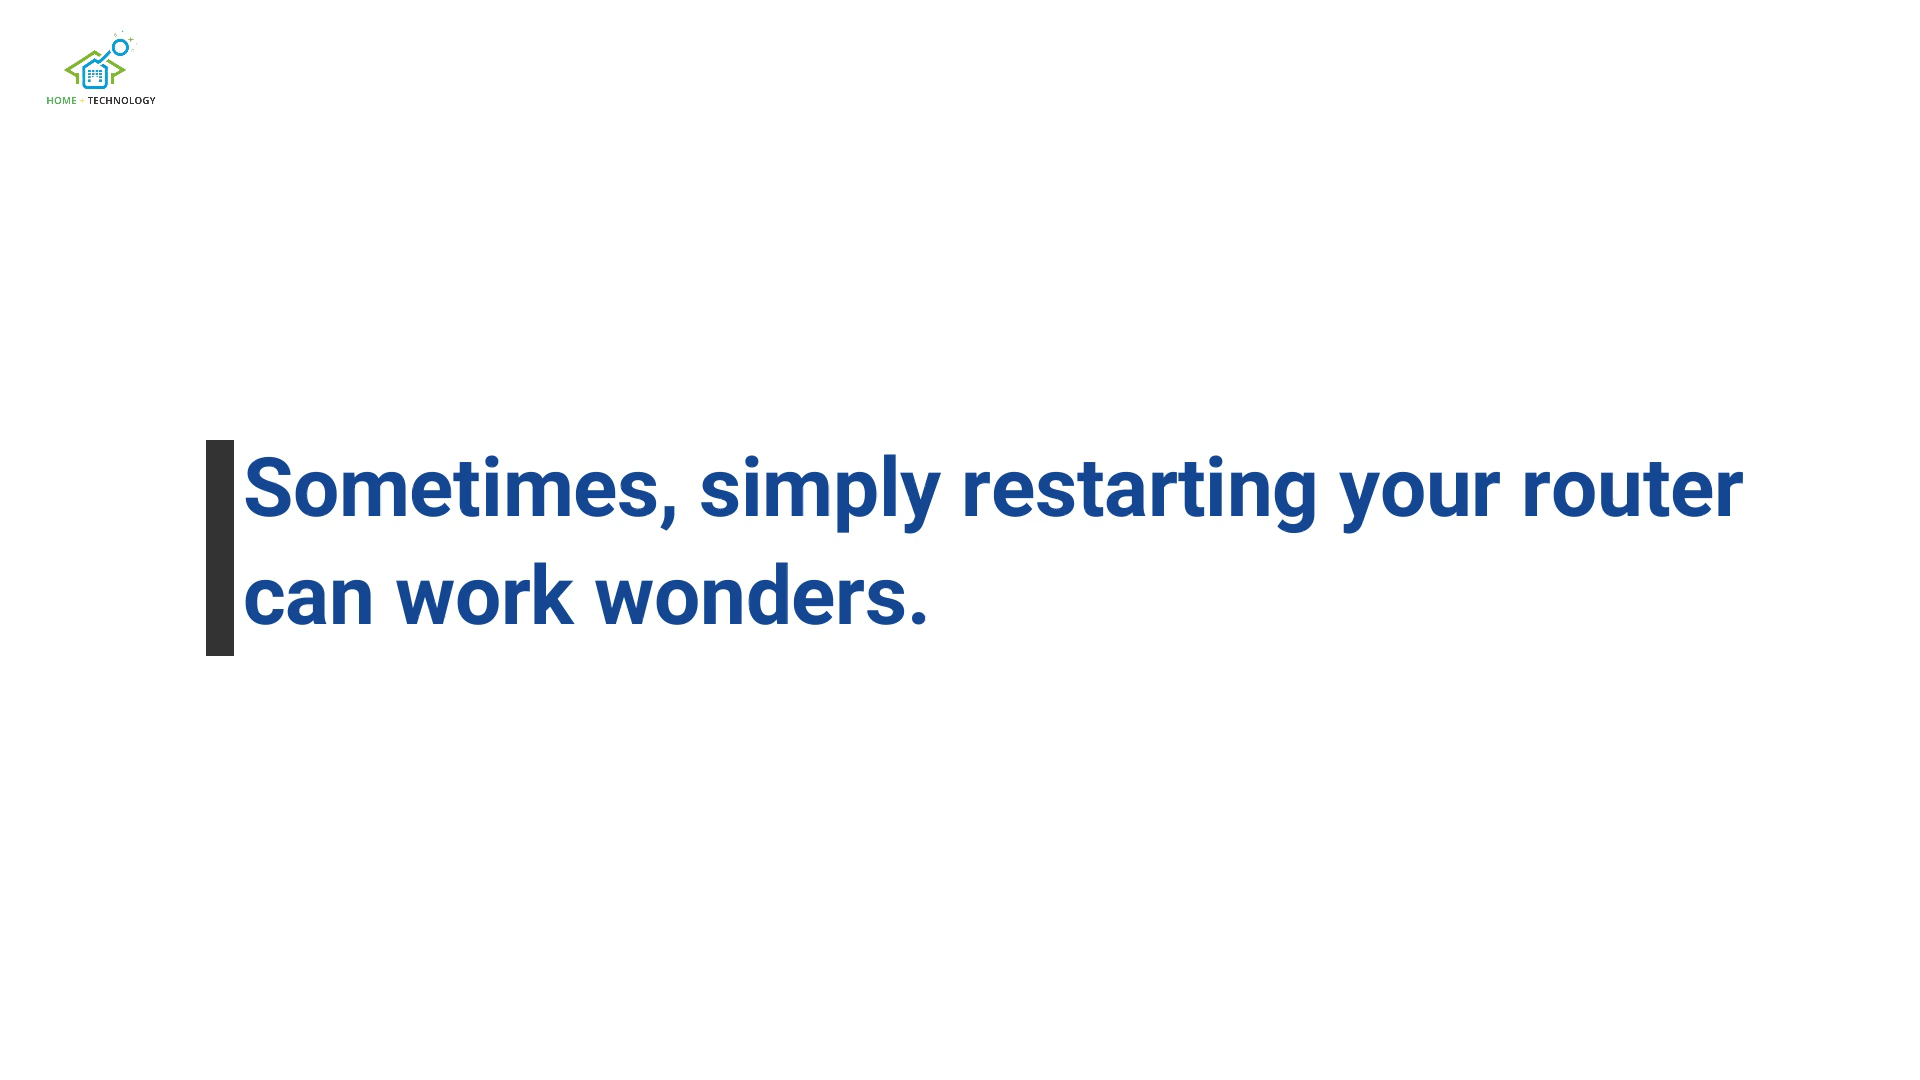 HOME + TECHNOLOGY
Sometimes, simply restarting your router
can work wonders.